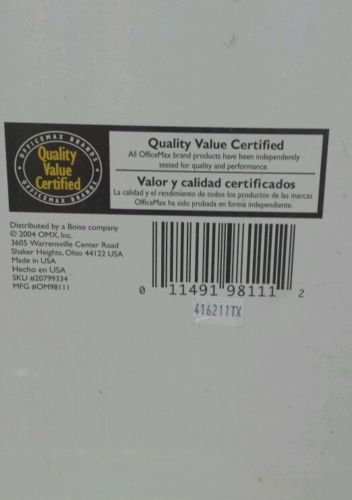 OFFICEMAX BRANDS
Quality
Value
Certified
OFFICEMAX BRANDS
Quality Value Certified
All OfficeMax brand products have been independently
tested for quality and performance.
Valor y calidad certificados
La calidad y el rendimiento de todos los productos de las marcas
OfficeMax ha sido probada en forma independiente.
Distributed by a Boise company
© 2004 OMX, Inc.
3605 Warrensville Center Road
Shaker Heights, Ohio 44122 USA
Made in USA
Hecho en USA
SKU #20799334
MFG #OM98111
0 11491 98111 2
416211TX